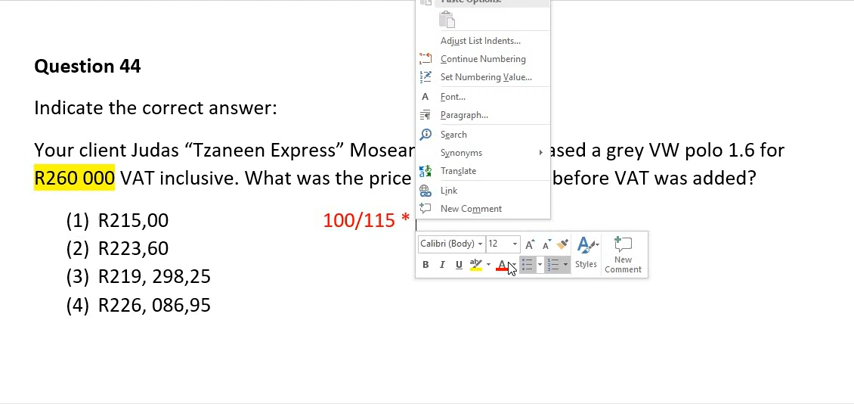 Paste Options:
Adjust List Indents...
Continue Numbering
Set Numbering Value...
Font...
Paragraph...
Search
Synonyms
Translate
Link
New Comment
Question 44
Indicate the correct answer:
Your client Judas “Tzaneen Express” Mosear ased a grey VW polo 1.6 for
R260 000 VAT inclusive. What was the price before VAT was added?
(1) R215,00 100/115 *
(2) R223,60
(3) R219, 298,25
(4) R226, 086,95
Calibri (Body) 12 A A Styles New Comment
B I U ab A